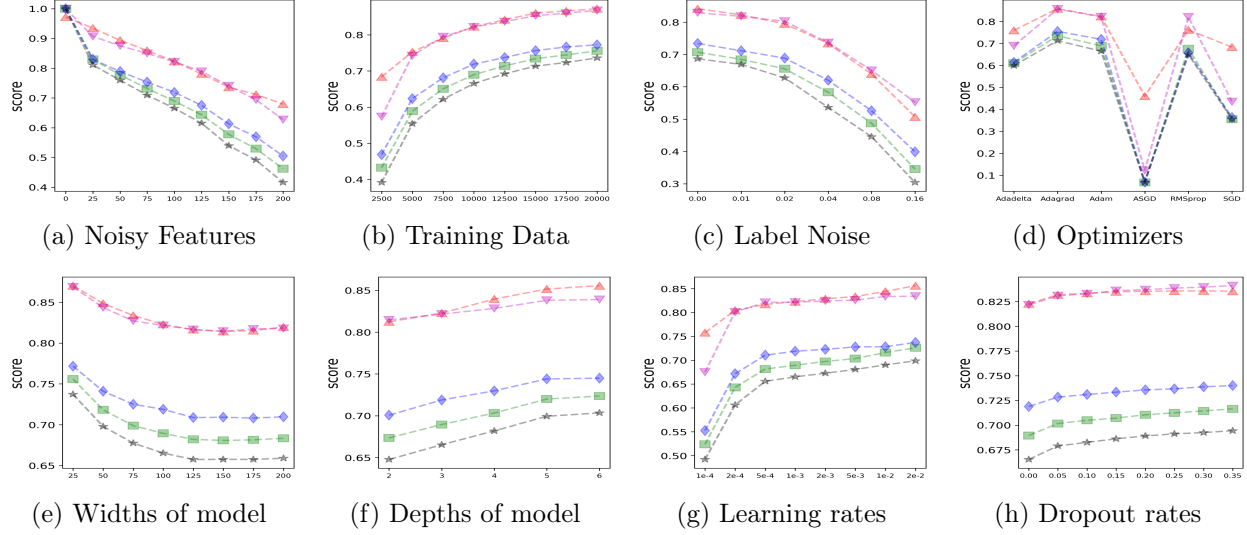 score
1.0
0.9
0.8
0.7
0.6
0.5
0.4
0 25 50 75 100 125 150 175 200
(a) Noisy Features
score
0.8
0.7
0.6
0.5
0.4
2500 5000 7500 10000 12500 15000 17500 20000
(b) Training Data
score
0.8
0.7
0.6
0.5
0.4
0.3
0.00 0.01 0.02 0.04 0.08 0.16
(c) Label Noise
score
0.8
0.7
0.6
0.5
0.4
0.3
0.2
0.1
Adadelta Adagrad Adam ASGD RMSprop SGD
(d) Optimizers
score
0.85
0.80
0.75
0.70
0.65
25 50 75 100 125 150 175 200
(e) Widths of model
score
0.85
0.80
0.75
0.70
0.65
2 3 4 5 6
(f) Depths of model
score
0.85
0.80
0.75
0.70
0.65
0.60
0.55
0.50
1e-4 2e-4 5e-4 1e-3 2e-3 5e-3 1e-2 2e-2
(g) Learning rates
score
0.825
0.800
0.775
0.750
0.725
0.700
0.675
0.00 0.05 0.10 0.15 0.20 0.25 0.30 0.35
(h) Dropout rates